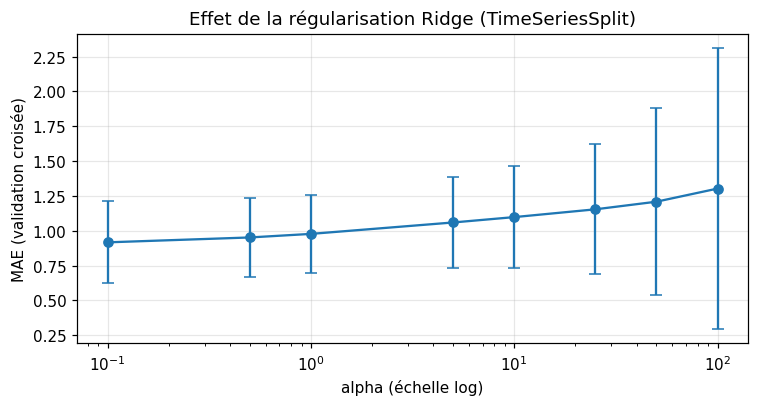 Effet de la régularisation Ridge (TimeSeriesSplit)
MAE (validation croisée)
2.25
2.00
1.75
1.50
1.25
1.00
0.75
0.50
0.25
10⁻¹ 10⁰ 10¹ 10²
alpha (échelle log)